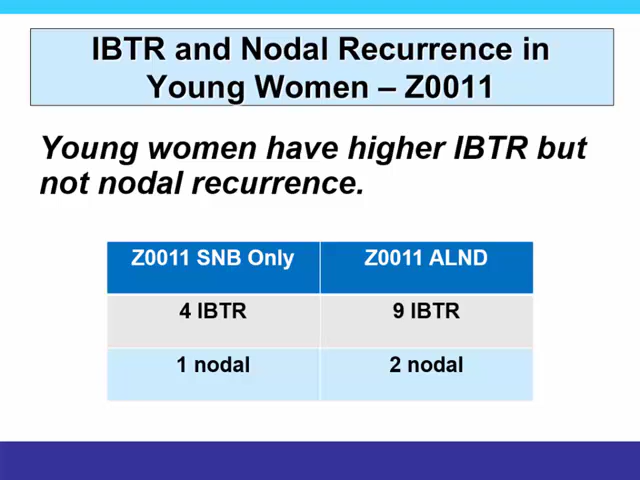 IBTR and Nodal Recurrence in
Young Women – Z0011
Young women have higher IBTR but
not nodal recurrence.
Z0011 SNB Only Z0011 ALND
4 IBTR 9 IBTR
1 nodal 2 nodal